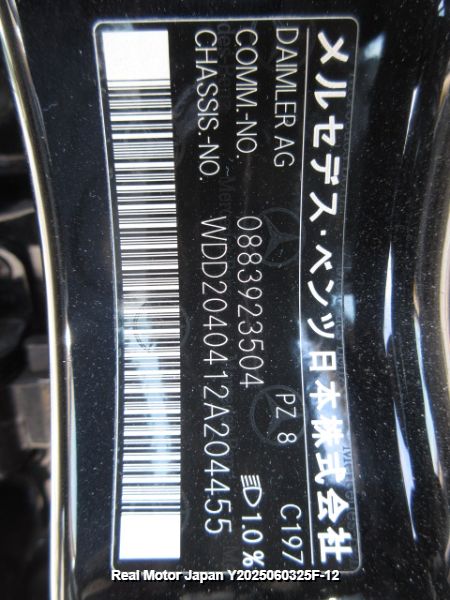 メルセデス・ベンツ日本株式会社
DAIMLER AG C197
COMM.-NO. 0883923504 PZ 8 1.0%
CHASSIS.-NO. WDD2040412A204455
Real Motor Japan Y2025060325F-12